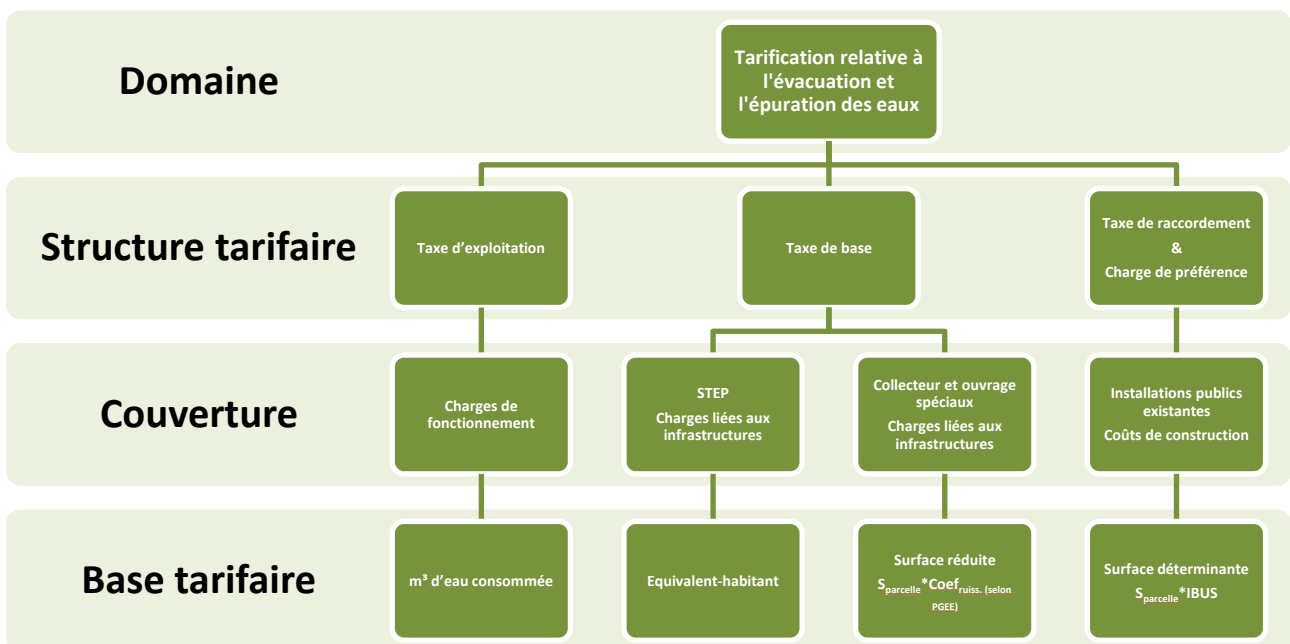 Domaine
Tarification relative à
l'évacuation et
l'épuration des eaux
Structure tarifaire
Taxe d’exploitation
Taxe de base
Taxe de raccordement
&
Charge de préférence
Couverture
Charges de
fonctionnement
STEP
Charges liées aux
infrastructures
Collecteur et ouvrage
spéciaux
Charges liées aux
infrastructures
Installations publics
existantes
Coûts de construction
Base tarifaire
m³ d’eau consommée
Equivalent-habitant
Surface réduite
Sparcelle*Coefruiss. (selon
PGEE)
Surface déterminante
Sparcelle*IBUS